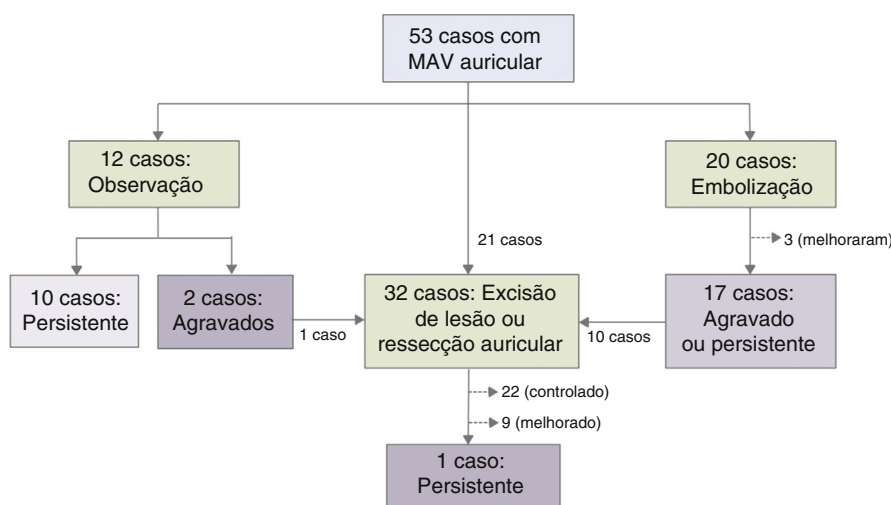 53 casos com
MAV auricular
12 casos:
Observação
20 casos:
Embolização
21 casos
3 (melhoraram)
10 casos:
Persistente
2 casos:
Agravados
1 caso
32 casos: Excisão
de lesão ou
ressecção auricular
10 casos
17 casos:
Agravado
ou persistente
22 (controlado)
9 (melhorado)
1 caso:
Persistente